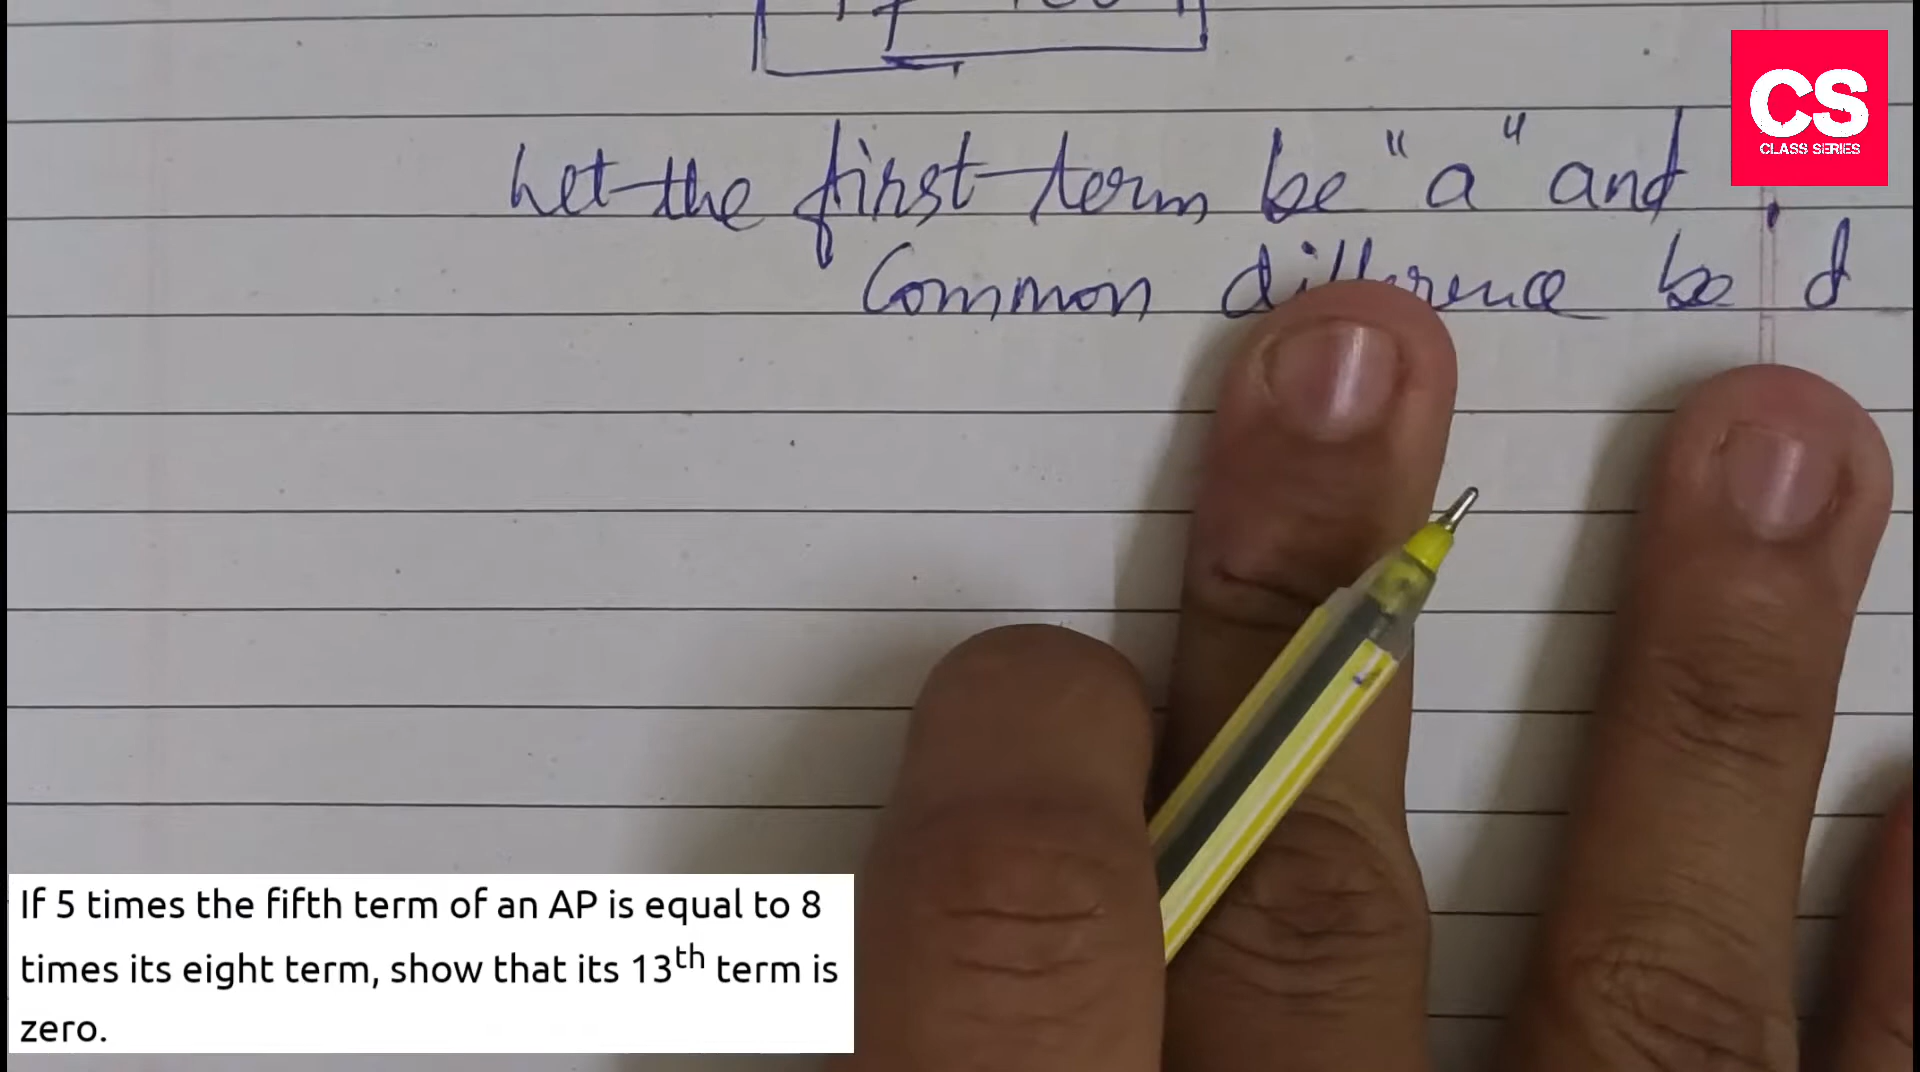 CS
CLASS SERIES
Let the first term be "a" and
Common difference be d
If 5 times the fifth term of an AP is equal to 8
times its eight term, show that its 13th term is
zero.